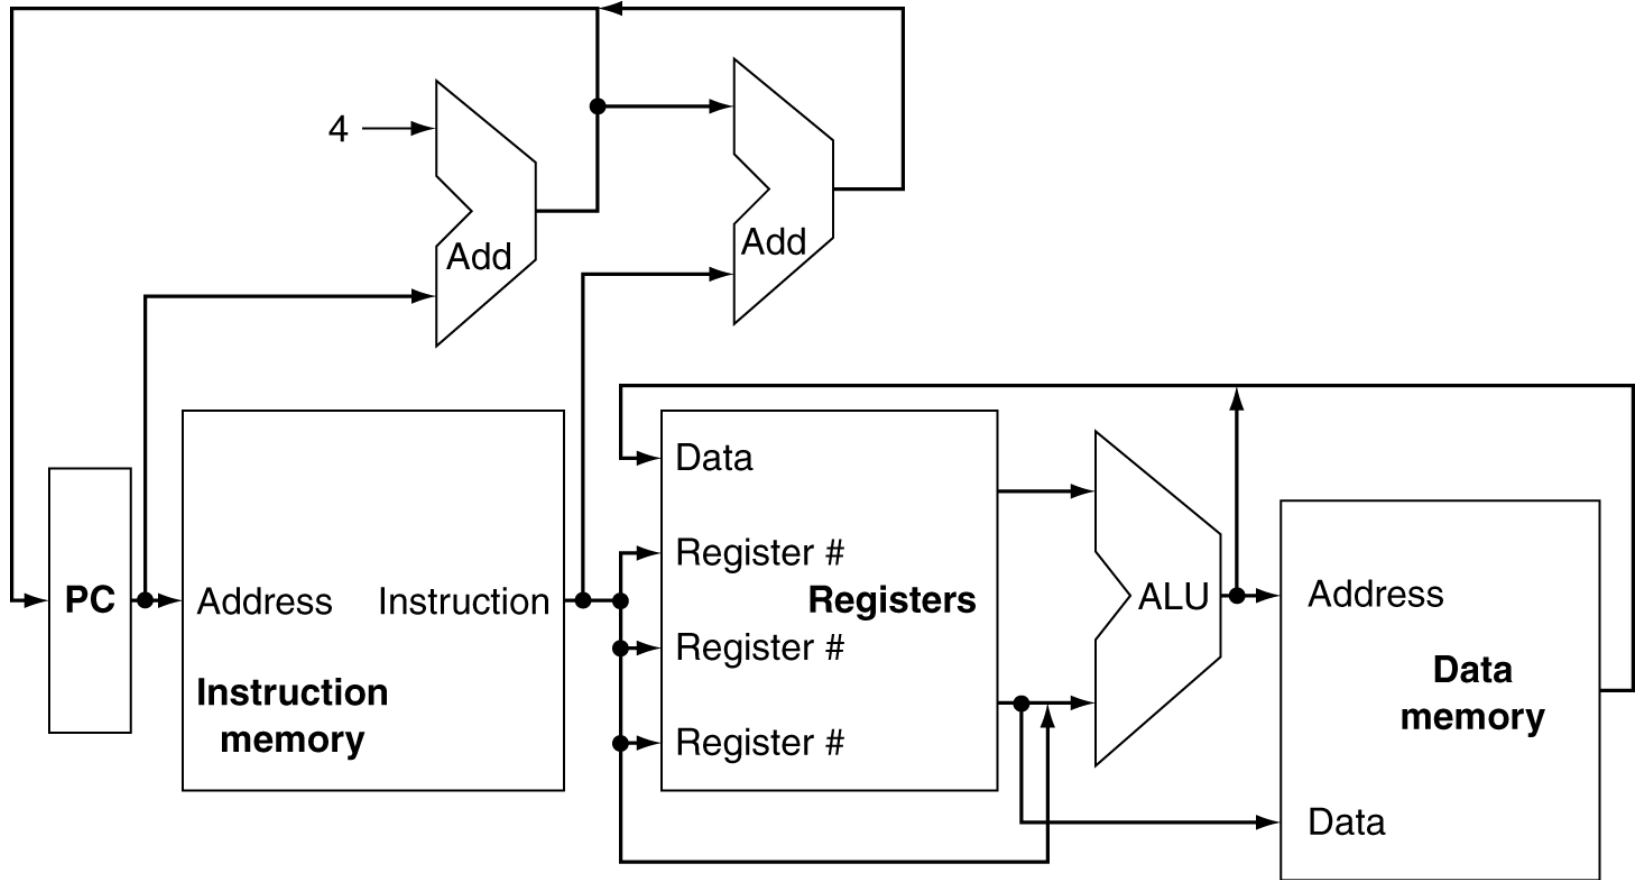 4
Add
Add
Data
Register #
PC
Address
Instruction
Registers
ALU
Address
Register #
Instruction
memory
Data
memory
Register #
Data